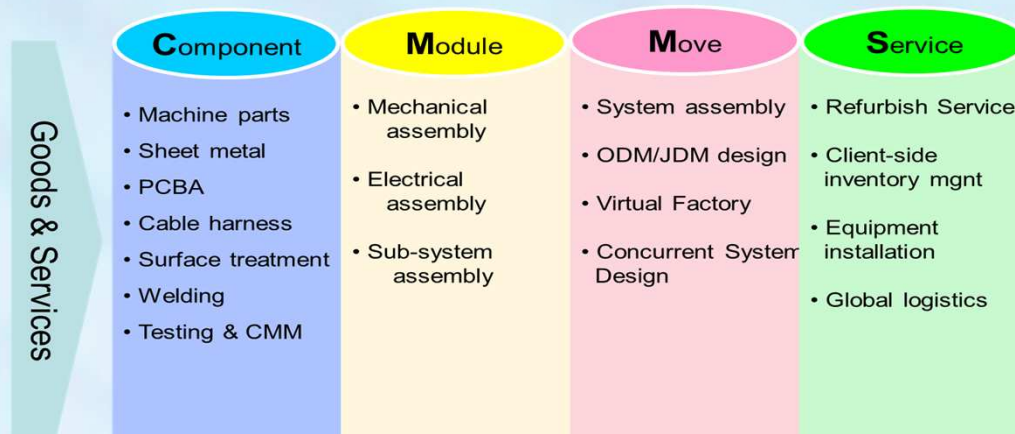 Goods & Services
Component
• Machine parts
• Sheet metal
• PCBA
• Cable harness
• Surface treatment
• Welding
• Testing & CMM
Module
• Mechanical
assembly
• Electrical
assembly
• Sub-system
assembly
Move
• System assembly
• ODM/JDM design
• Virtual Factory
• Concurrent System
Design
Service
• Refurbish Service
• Client-side
inventory mgnt
• Equipment
installation
• Global logistics